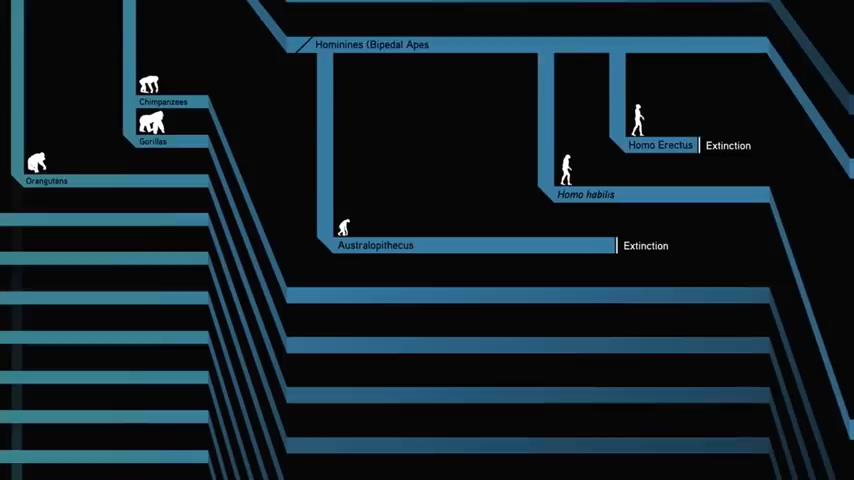 Hominines (Bipedal Apes
Chimpanzees
Gorillas
Homo Erectus
Extinction
Orangutans
Homo habilis
Australopithecus
Extinction